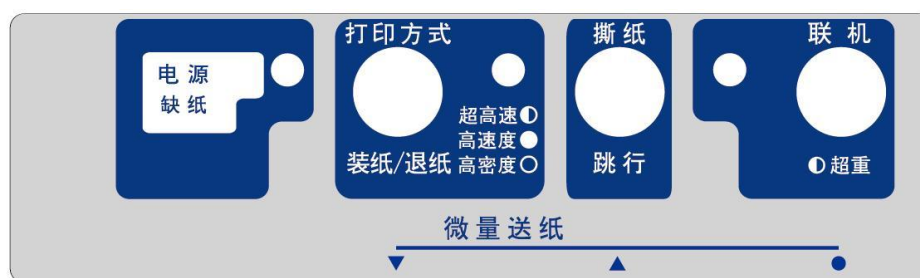 电源
缺纸
打印方式
超高速◐
高速度●
装纸/退纸 高密度○
撕纸
跳行
联机
◐超重
微量送纸
▼ ▲ ●